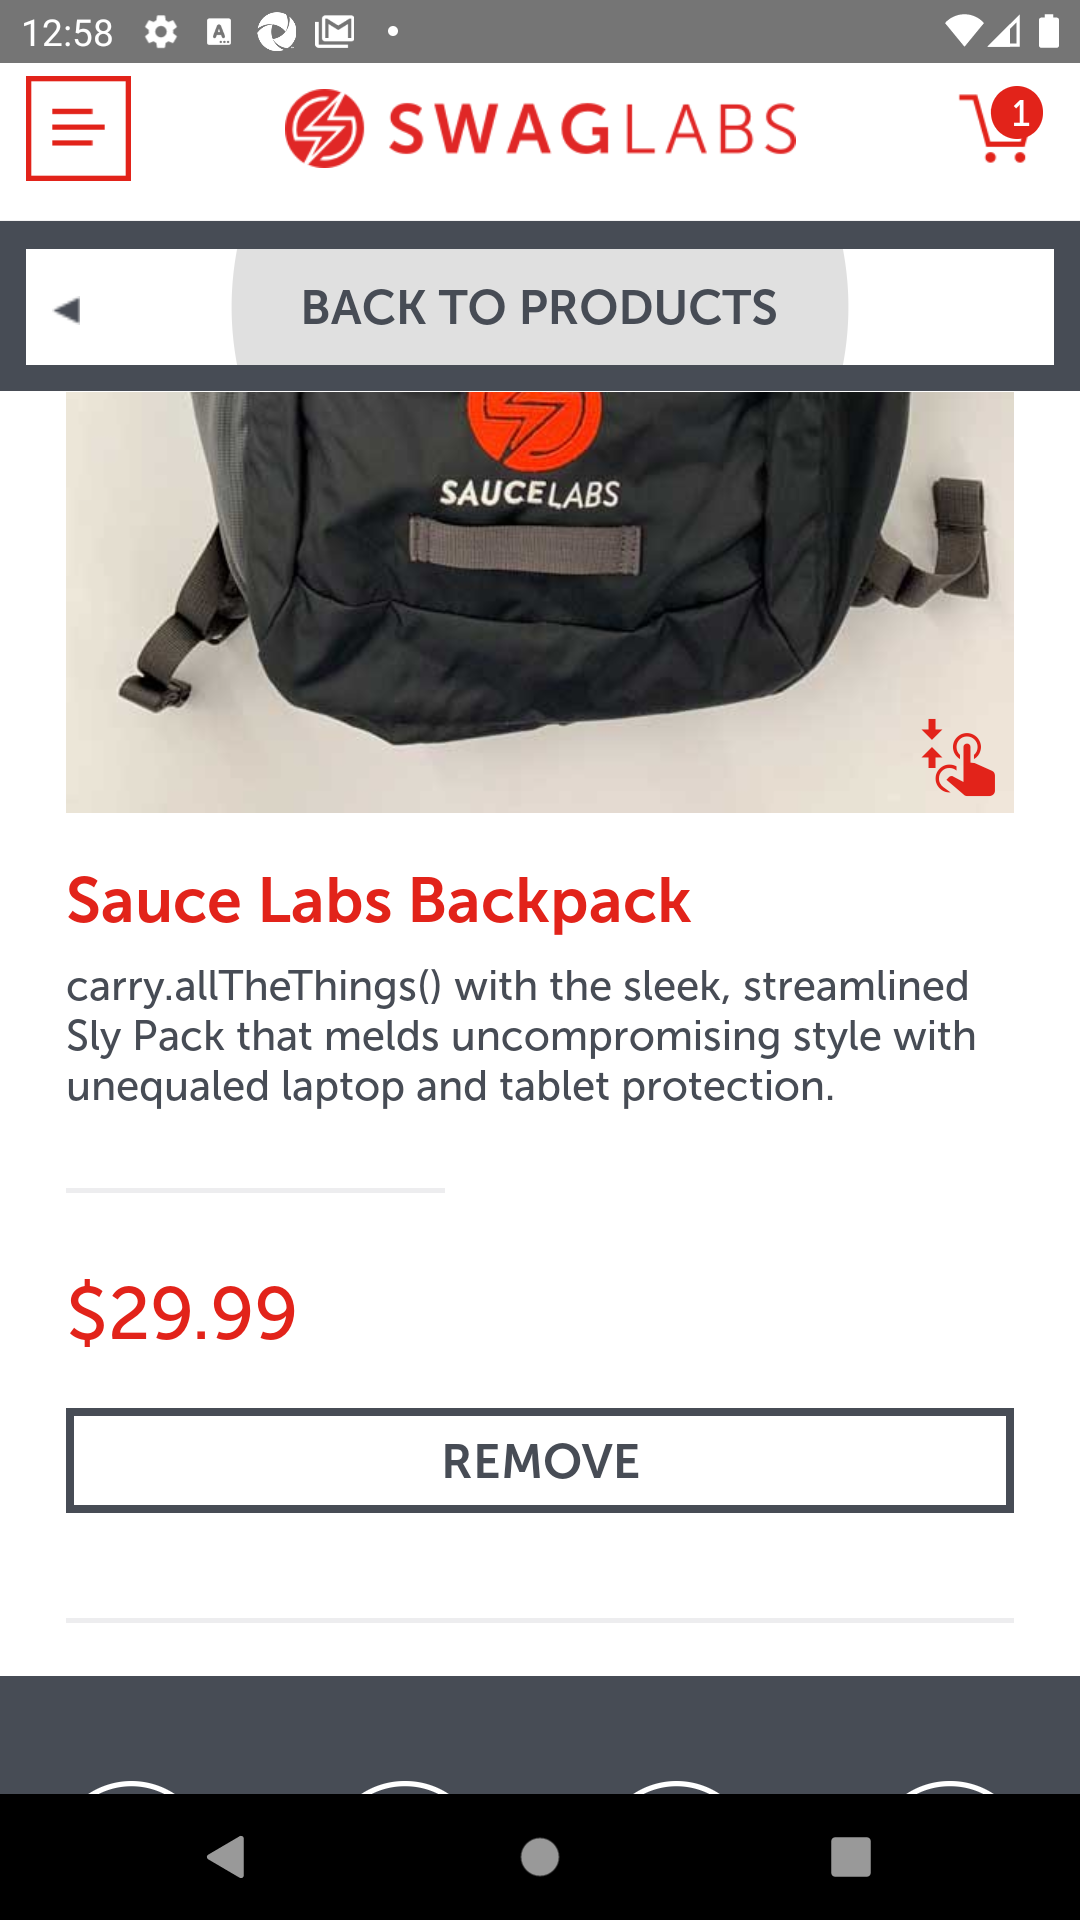 12:58
SWAGLABS
1
BACK TO PRODUCTS
SAUCELABS
Sauce Labs Backpack
carry.allTheThings() with the sleek, streamlined
Sly Pack that melds uncompromising style with
unequaled laptop and tablet protection.
$29.99
REMOVE